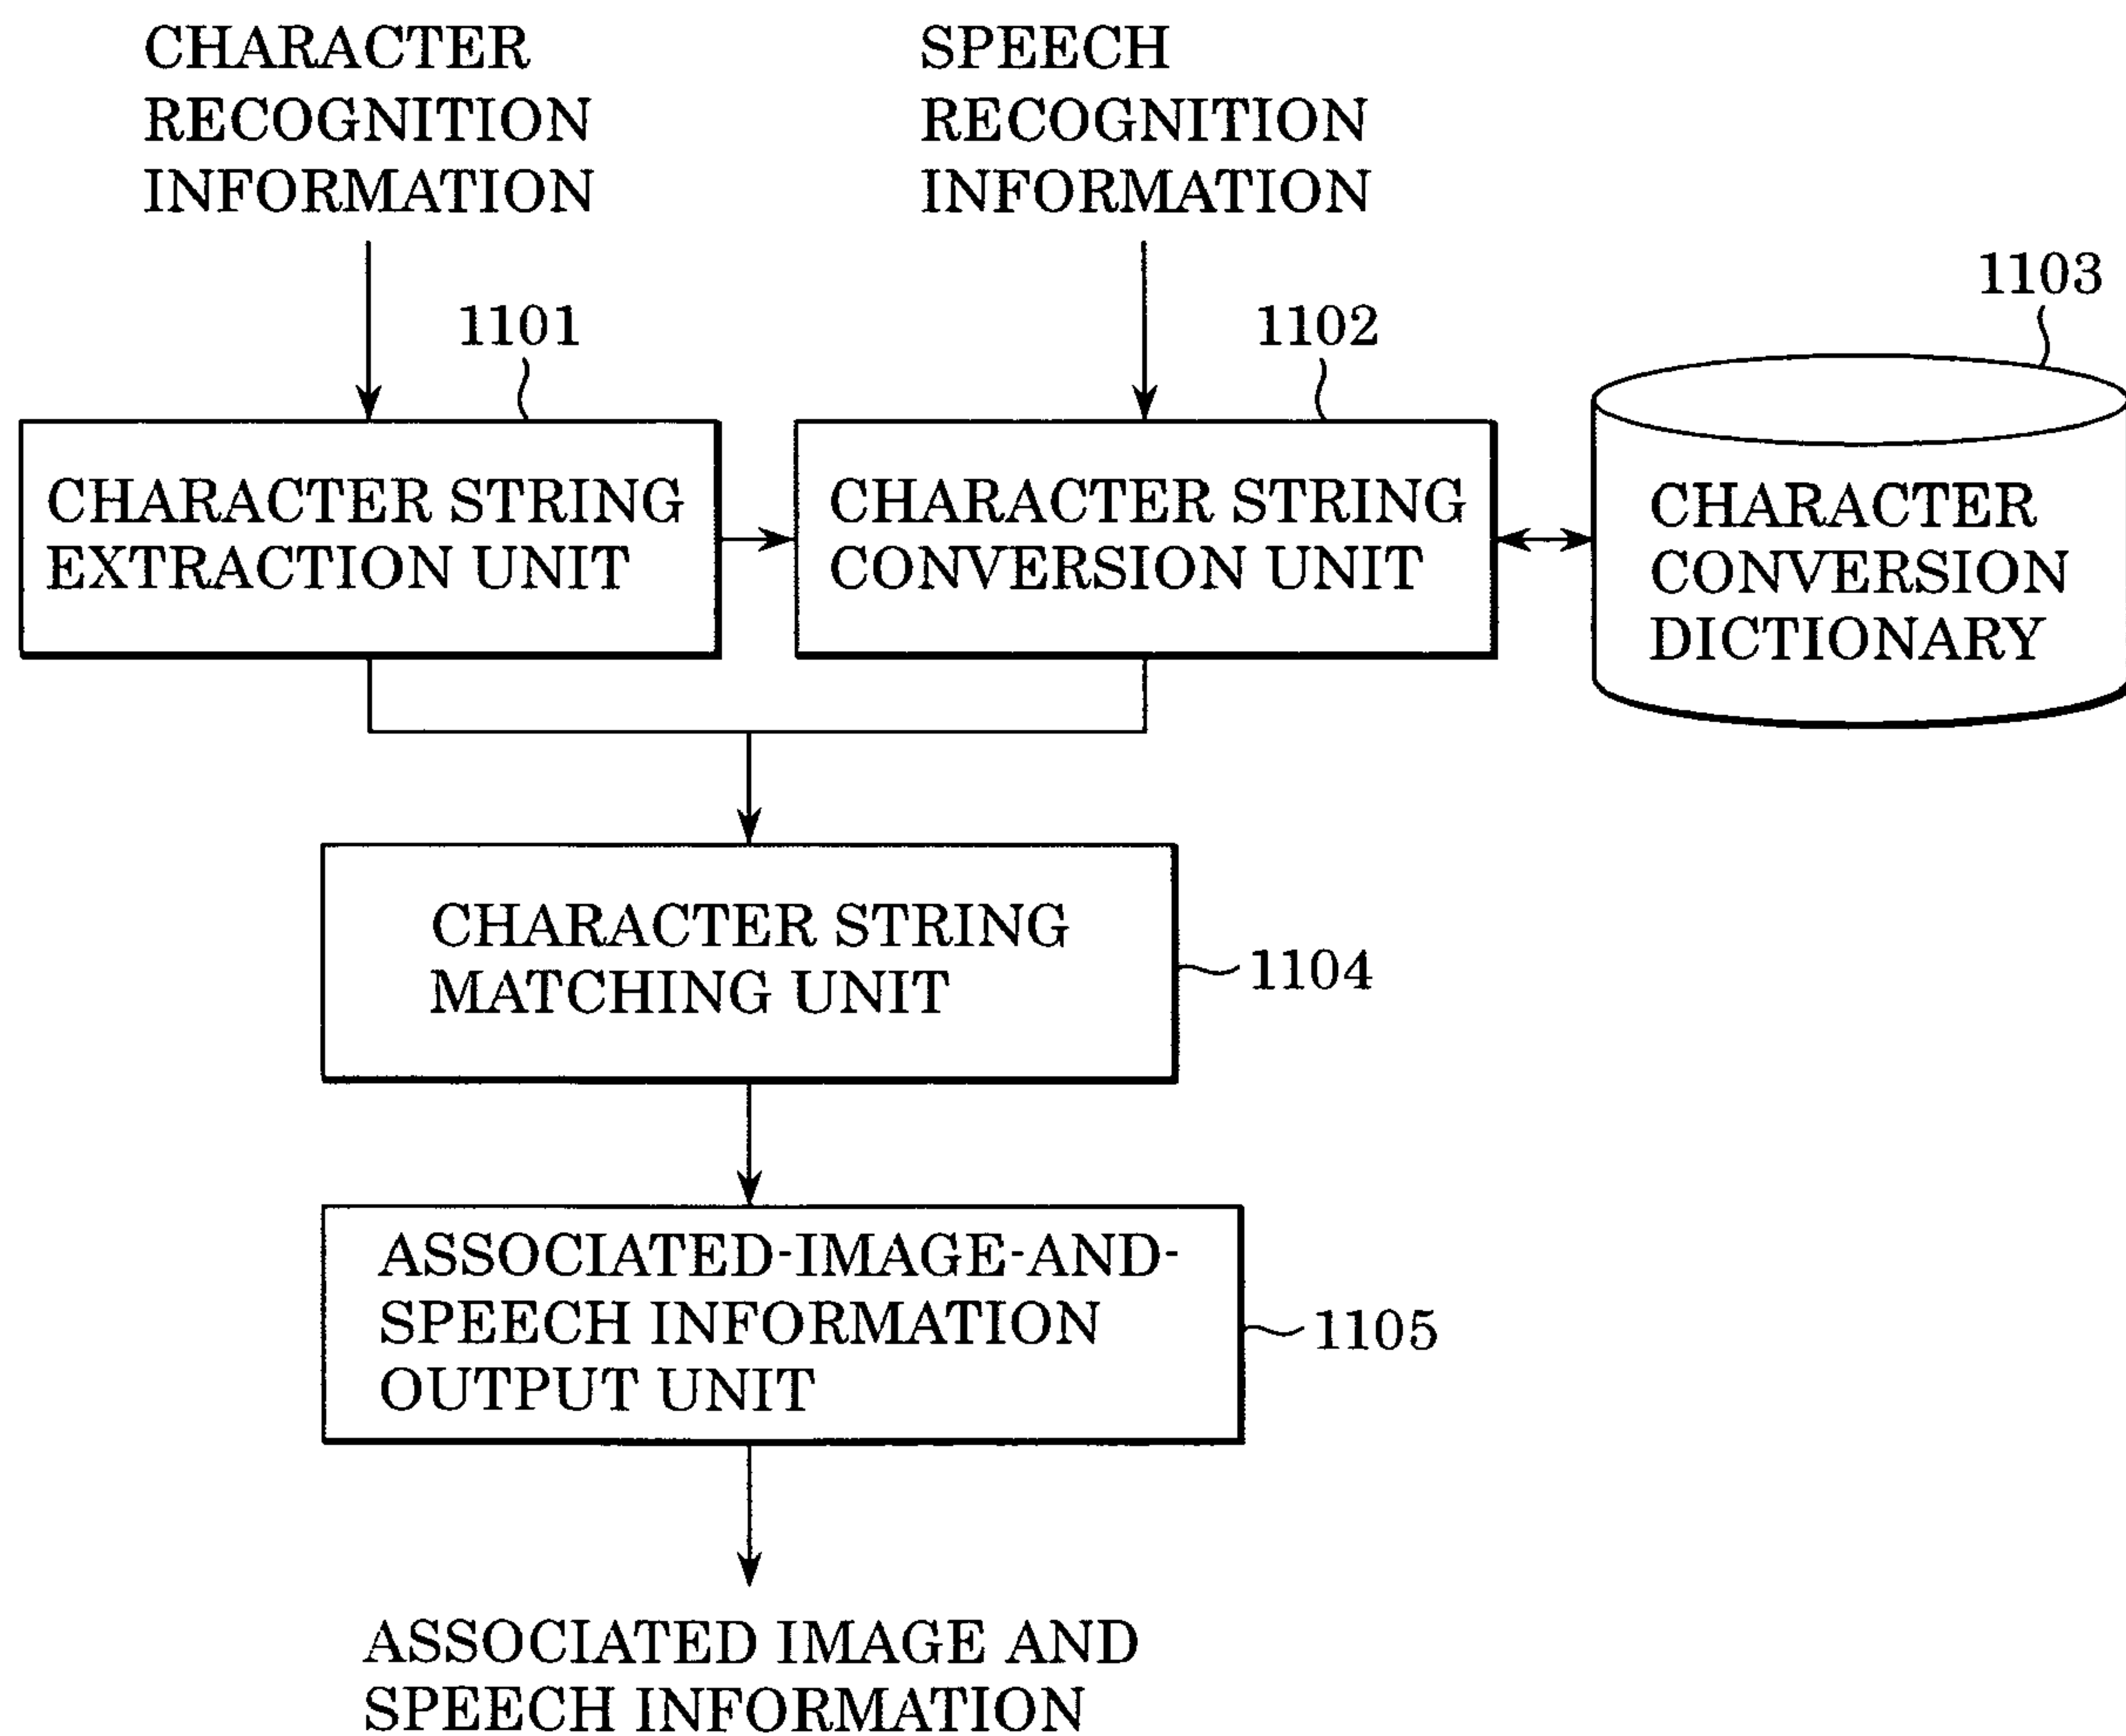 CHARACTER
RECOGNITION
INFORMATION
SPEECH
RECOGNITION
INFORMATION
1101
1102
1103
CHARACTER STRING
EXTRACTION UNIT
CHARACTER STRING
CONVERSION UNIT
CHARACTER
CONVERSION
DICTIONARY
CHARACTER STRING
MATCHING UNIT
1104
ASSOCIATED-IMAGE-AND-
SPEECH INFORMATION
OUTPUT UNIT
1105
ASSOCIATED IMAGE AND
SPEECH INFORMATION